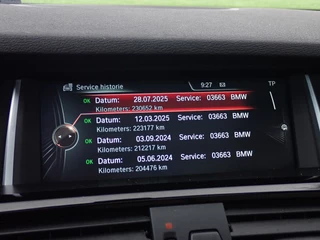 Service historie 9:27 68 TP
OK Datum: 28.07.2025 Service: 03663 BMW
Kilometers: 230652 km
OK Datum: 12.03.2025 Service: 03663 BMW
Kilometers: 223177 km
OK Datum: 03.09.2024 Service: 03663 BMW
Kilometers: 212217 km
OK Datum: 05.06.2024 Service: 03663 BMW
Kilometers: 204476 km